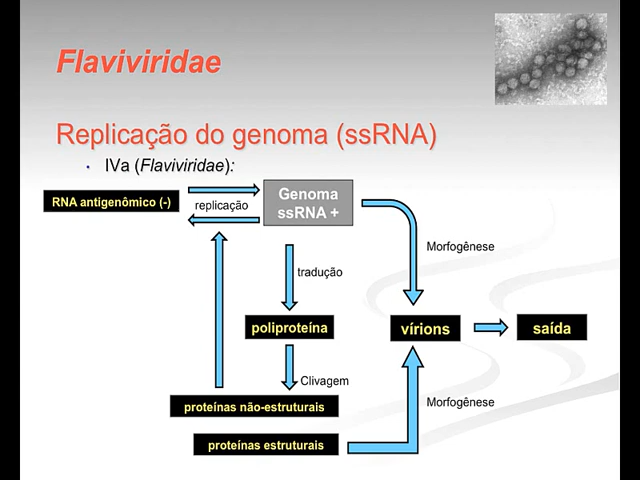 Flaviviridae
Replicação do genoma (ssRNA)
• IVa (Flaviviridae):
RNA antigenômico (-)
replicação
Genoma
ssRNA +
Morfogênese
tradução
poliproteína
vírions
saída
Clivagem
proteínas não-estruturais
Morfogênese
proteínas estruturais